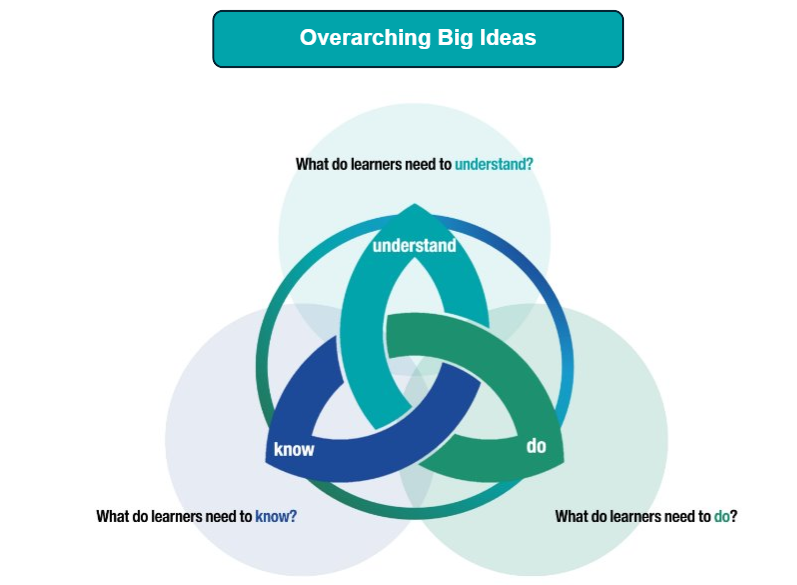 Overarching Big Ideas
What do learners need to understand?
understand
know
do
What do learners need to know?
What do learners need to do?